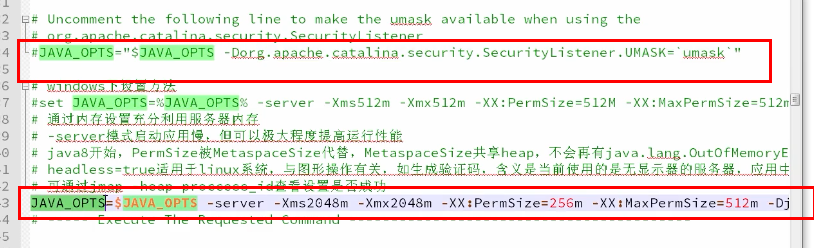 2 # Uncomment the following line to make the umask available when using the
3 # org.apache.catalina.security.SecurityListener
4 #JAVA_OPTS="$JAVA_OPTS -Dorg.apache.catalina.security.SecurityListener.UMASK=`umask`"
5
6 # windows下设置方法
7 #set JAVA_OPTS=%JAVA_OPTS% -server -Xms512m -Xmx512m -XX:PermSize=512M -XX:MaxPermSize=512m
8 # 通过内存设置充分利用服务器内存
9 # -server模式启动应用慢，但可以极大程度提高运行性能
0 # java8开始，PermSize被MetaspaceSize代替，MetaspaceSize共享heap，不会再有java.lang.OutOfMemoryE
1 # headless=true适用于linux系统，与图形操作有关，如生成验证码，含义是当前使用的是无显示器的服务器，应用中
2 # 可通过jmap -heap proccess_id查看设置是否成功
3 JAVA_OPTS=$JAVA_OPTS -server -Xms2048m -Xmx2048m -XX:PermSize=256m -XX:MaxPermSize=512m -Dj
4 # ----- Execute The Requested Command